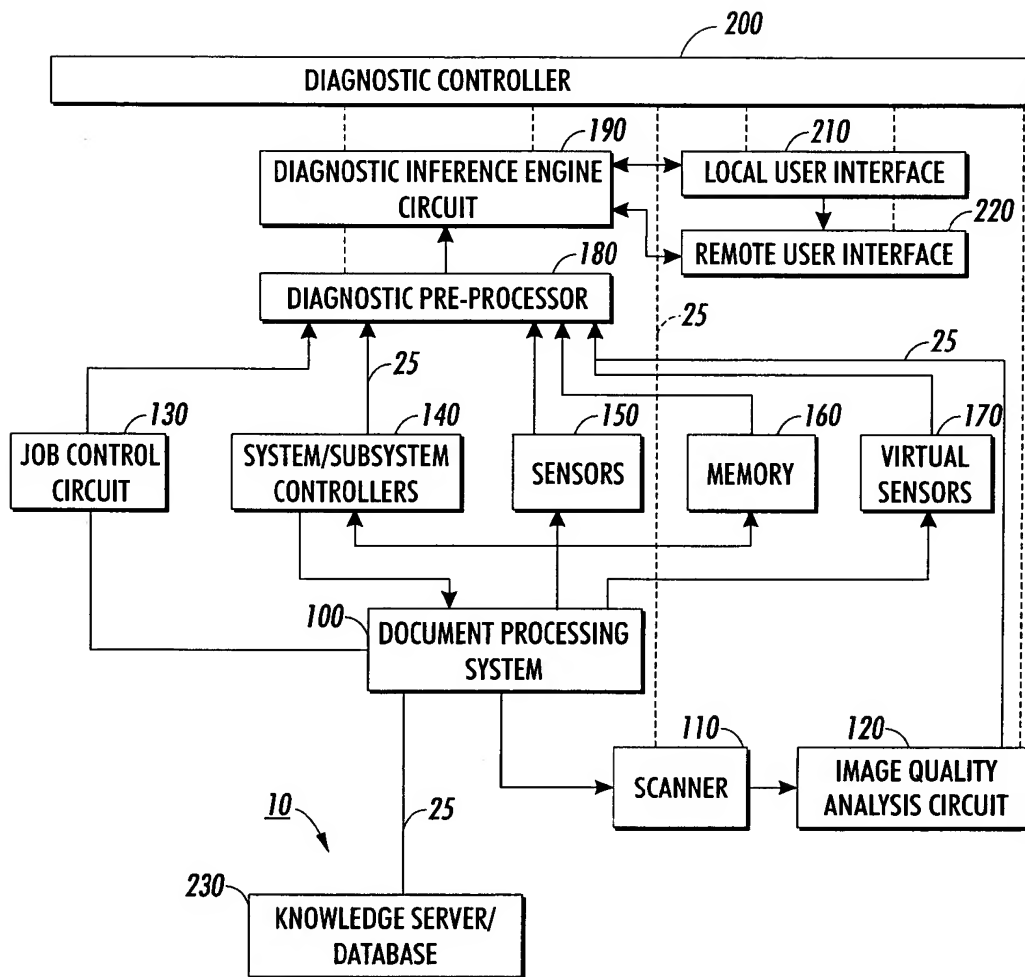 200
DIAGNOSTIC CONTROLLER
190
DIAGNOSTIC INFERENCE ENGINE
CIRCUIT
210
LOCAL USER INTERFACE
220
REMOTE USER INTERFACE
180
DIAGNOSTIC PRE-PROCESSOR
25
25
25
130
JOB CONTROL
CIRCUIT
140
SYSTEM/SUBSYSTEM
CONTROLLERS
150
SENSORS
160
MEMORY
170
VIRTUAL
SENSORS
100
DOCUMENT PROCESSING
SYSTEM
110
SCANNER
120
IMAGE QUALITY
ANALYSIS CIRCUIT
10
25
230
KNOWLEDGE SERVER/
DATABASE